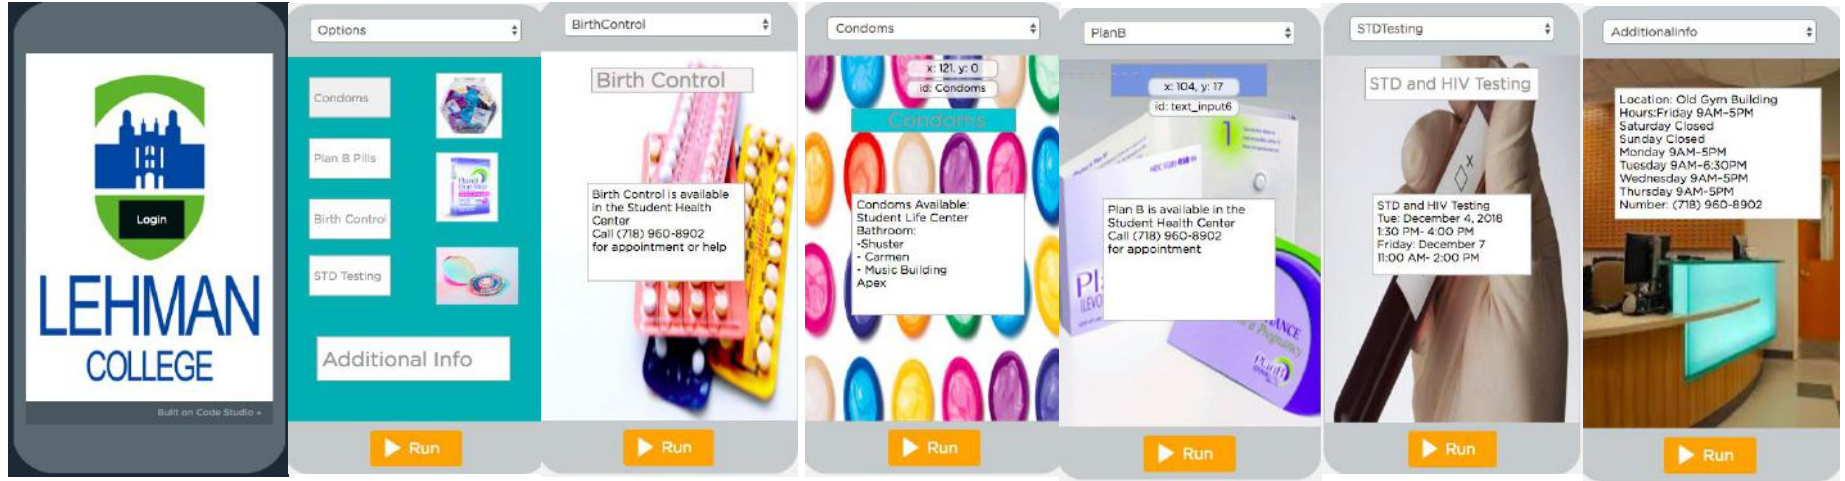 Login
LEHMAN
COLLEGE
Built on Code Studio
Options
Condoms
Plan B Pills
Birth Control
STD Testing
Additional Info
Run
BirthControl
Birth Control
Birth Control is available
in the Student Health
Center
Call (718) 960-8902
for appointment or help
Run
Condoms
x: 121, y: 0
id: Condoms
Condoms
Condoms Available:
Student Life Center
Bathroom:
-Shuster
- Carmen
- Music Building
Apex
Run
PlanB
x: 104, y: 17
id: text_input6
1
Plan B is available in the
Student Health Center
Call (718) 960-8902
for appointment
PlanB
Run
STDTesting
STD and HIV Testing
STD and HIV Testing
Tue: December 4, 2018
1:30 PM- 4:00 PM
Friday: December 7
11:00 AM- 2:00 PM
Run
AdditionalInfo
Location: Old Gym Building
Hours:Friday 9AM-5PM
Saturday Closed
Sunday Closed
Monday 9AM-5PM
Tuesday 9AM-6:30PM
Wednesday 9AM-5PM
Thursday 9AM-5PM
Number: (718) 960-8902
Run